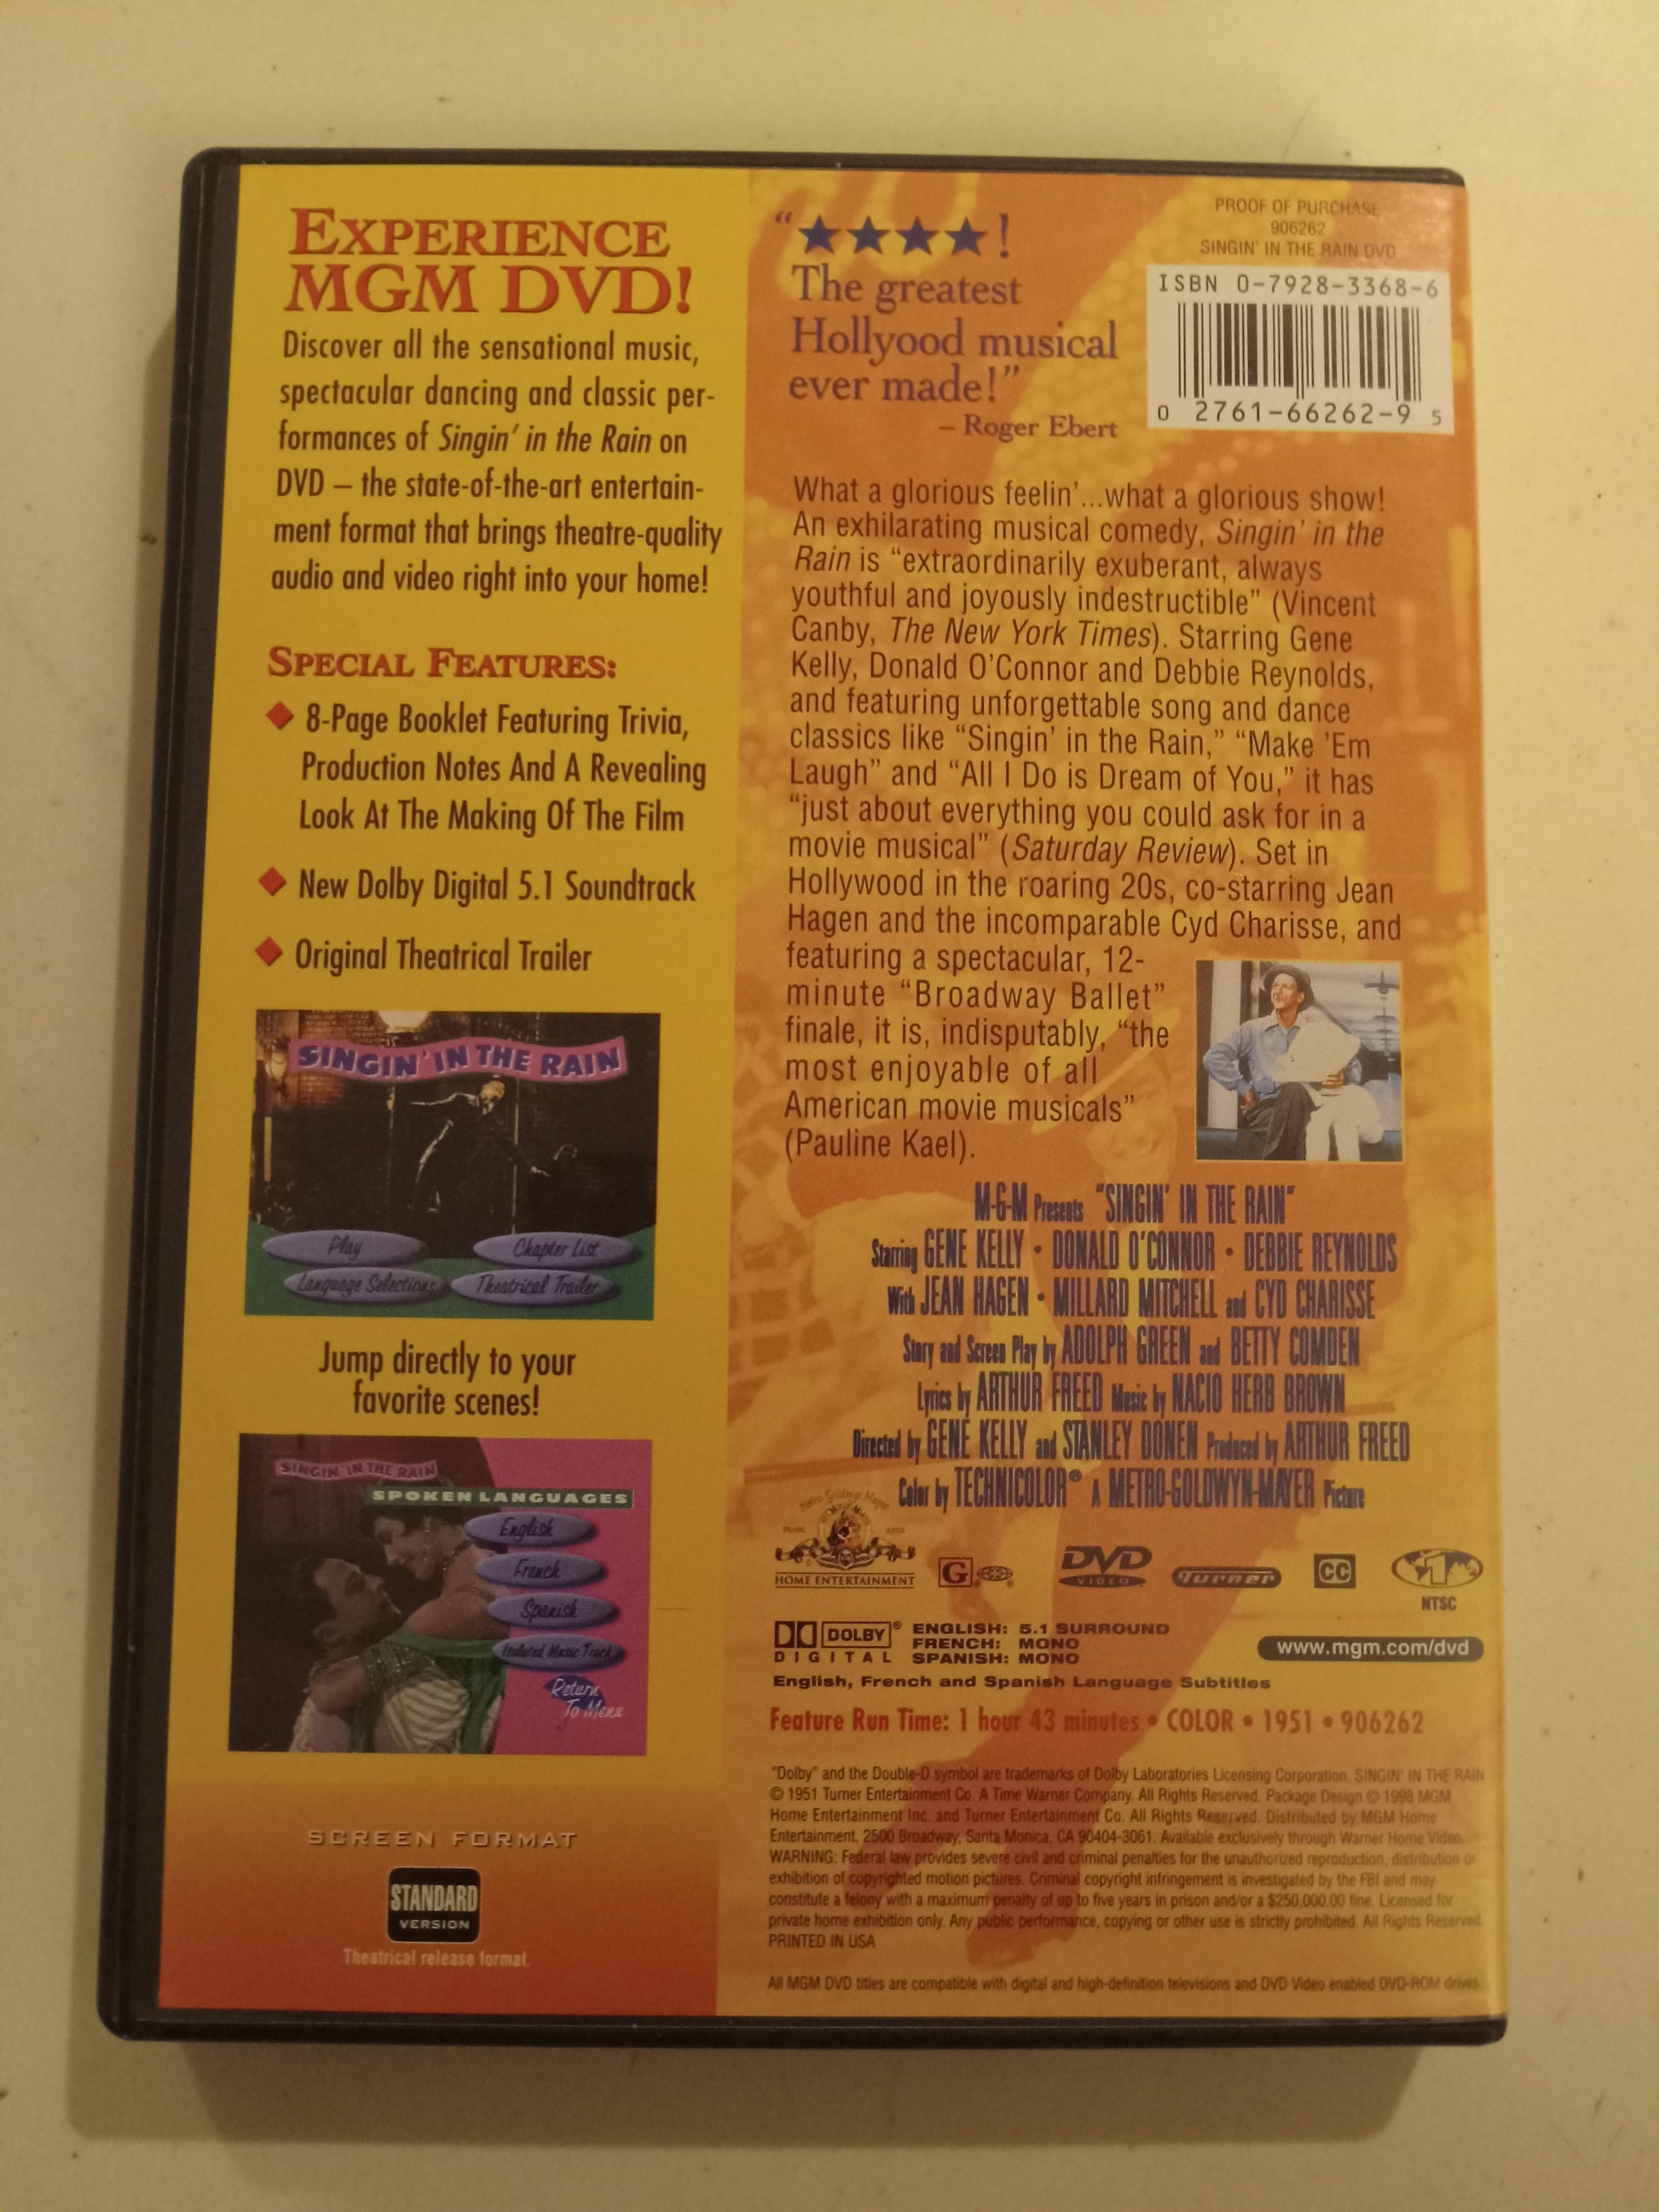 EXPERIENCE
MGM DVD!
Discover all the sensational music,
spectacular dancing and classic per-
formances of Singin' in the Rain on
DVD – the state-of-the-art entertain-
ment format that brings theatre-quality
audio and video right into your home!
SPECIAL FEATURES:
8-Page Booklet Featuring Trivia,
Production Notes And A Revealing
Look At The Making Of The Film
New Dolby Digital 5.1 Soundtrack
Original Theatrical Trailer
SINGIN' IN THE RAIN
Play
Chapter List
Language Selections
Theatrical Trailer
Jump directly to your
favorite scenes!
SINGIN' IN THE RAIN
SPOKEN LANGUAGES
English
French
Spanish
Isolated Music Track
Return
To Menu
SCREEN FORMAT
STANDARD
VERSION
Theatrical release format.
“★★★★!
The greatest
Hollyood musical
ever made!”
– Roger Ebert
PROOF OF PURCHASE
906262
SINGIN' IN THE RAIN DVD
ISBN 0-7928-3368-6
0 2761-66262-9 5
What a glorious feelin'...what a glorious show!
An exhilarating musical comedy, Singin' in the
Rain is “extraordinarily exuberant, always
youthful and joyously indestructible” (Vincent
Canby, The New York Times). Starring Gene
Kelly, Donald O'Connor and Debbie Reynolds,
and featuring unforgettable song and dance
classics like “Singin' in the Rain,” “Make 'Em
Laugh” and “All I Do is Dream of You,” it has
“just about everything you could ask for in a
movie musical” (Saturday Review). Set in
Hollywood in the roaring 20s, co-starring Jean
Hagen and the incomparable Cyd Charisse, and
featuring a spectacular, 12-
minute “Broadway Ballet”
finale, it is, indisputably, “the
most enjoyable of all
American movie musicals”
(Pauline Kael).
M-G-M Presents "SINGIN' IN THE RAIN"
Starring GENE KELLY • DONALD O'CONNOR • DEBBIE REYNOLDS
With JEAN HAGEN • MILLARD MITCHELL and CYD CHARISSE
Story and Screen Play by ADOLPH GREEN and BETTY COMDEN
Lyrics by ARTHUR FREED Music by NACIO HERB BROWN
Directed by GENE KELLY and STANLEY DONEN Produced by ARTHUR FREED
Color by TECHNICOLOR® A METRO-GOLDWYN-MAYER Picture
Metro Goldwyn Mayer
TRADE MARK
HOME ENTERTAINMENT
G
DVD
VIDEO
Turner
CC
1
NTSC
DOLBY®
DIGITAL
ENGLISH: 5.1 SURROUND
FRENCH: MONO
SPANISH: MONO
www.mgm.com/dvd
English, French and Spanish Language Subtitles
Feature Run Time: 1 hour 43 minutes • COLOR • 1951 • 906262
"Dolby" and the Double-D symbol are trademarks of Dolby Laboratories Licensing Corporation. SINGIN' IN THE RAIN
© 1951 Turner Entertainment Co. A Time Warner Company. All Rights Reserved. Package Design © 1998 MGM
Home Entertainment Inc. and Turner Entertainment Co. All Rights Reserved. Distributed by MGM Home
Entertainment, 2500 Broadway, Santa Monica, CA 90404-3061. Available exclusively through Warner Home Video.
WARNING: Federal law provides severe civil and criminal penalties for the unauthorized reproduction, distribution or
exhibition of copyrighted motion pictures. Criminal copyright infringement is investigated by the FBI and may
constitute a felony with a maximum penalty of up to five years in prison and/or a $250,000.00 fine. Licensed for
private home exhibition only. Any public performance, copying or other use is strictly prohibited. All Rights Reserved.
PRINTED IN USA
All MGM DVD titles are compatible with digital and high-definition televisions and DVD Video enabled DVD-ROM drives.